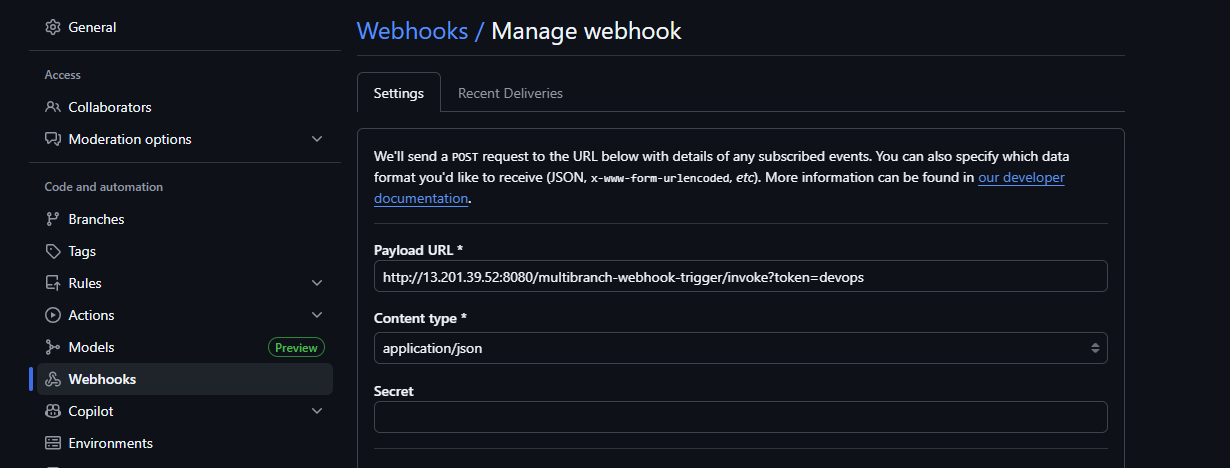 General
Access
Collaborators
Moderation options
Code and automation
Branches
Tags
Rules
Actions
Models Preview
Webhooks
Copilot
Environments
Webhooks / Manage webhook
Settings Recent Deliveries
We'll send a POST request to the URL below with details of any subscribed events. You can also specify which data
format you'd like to receive (JSON, x-www-form-urlencoded, etc). More information can be found in our developer
documentation.
Payload URL *
http://13.201.39.52:8080/multibranch-webhook-trigger/invoke?token=devops
Content type *
application/json
Secret